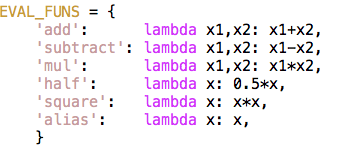 EVAL_FUNS = {
    'add':       lambda x1,x2: x1+x2,
    'subtract':  lambda x1,x2: x1-x2,
    'mul':       lambda x1,x2: x1*x2,
    'half':      lambda x: 0.5*x,
    'square':    lambda x: x*x,
    'alias':     lambda x: x,
    }